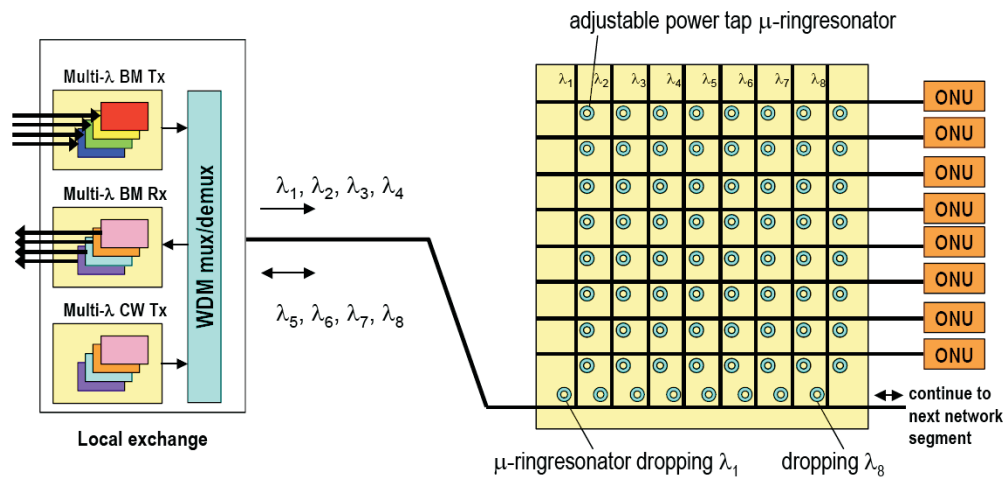 adjustable power tap μ-ringresonator
Multi-λ BM Tx
Multi-λ BM Rx
Multi-λ CW Tx
WDM mux/demux
Local exchange
λ1, λ2, λ3, λ4
λ5, λ6, λ7, λ8
λ1 λ2 λ3 λ4 λ5 λ6 λ7 λ8
ONU
ONU
ONU
ONU
ONU
ONU
ONU
ONU
continue to
next network
segment
μ-ringresonator dropping λ1
dropping λ8